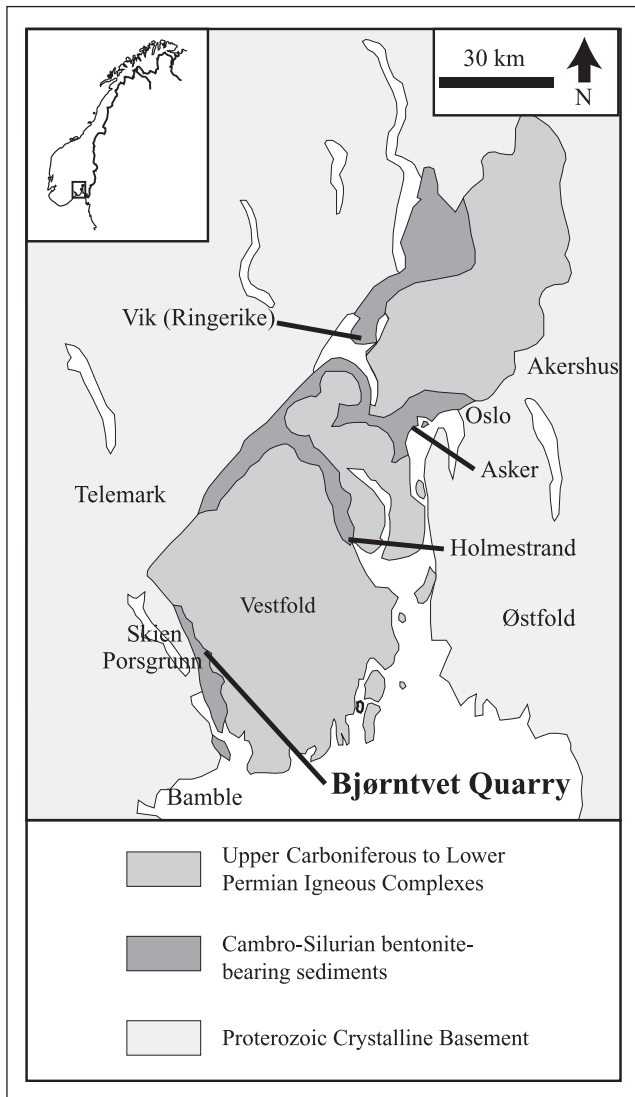 30 km
N
Vik (Ringerike)
Akershus
Oslo
Asker
Telemark
Holmestrand
Vestfold
Østfold
Skien
Porsgrunn
Bjørntvet Quarry
Bamble
Upper Carboniferous to Lower
Permian Igneous Complexes
Cambro-Silurian bentonite-
bearing sediments
Proterozoic Crystalline Basement